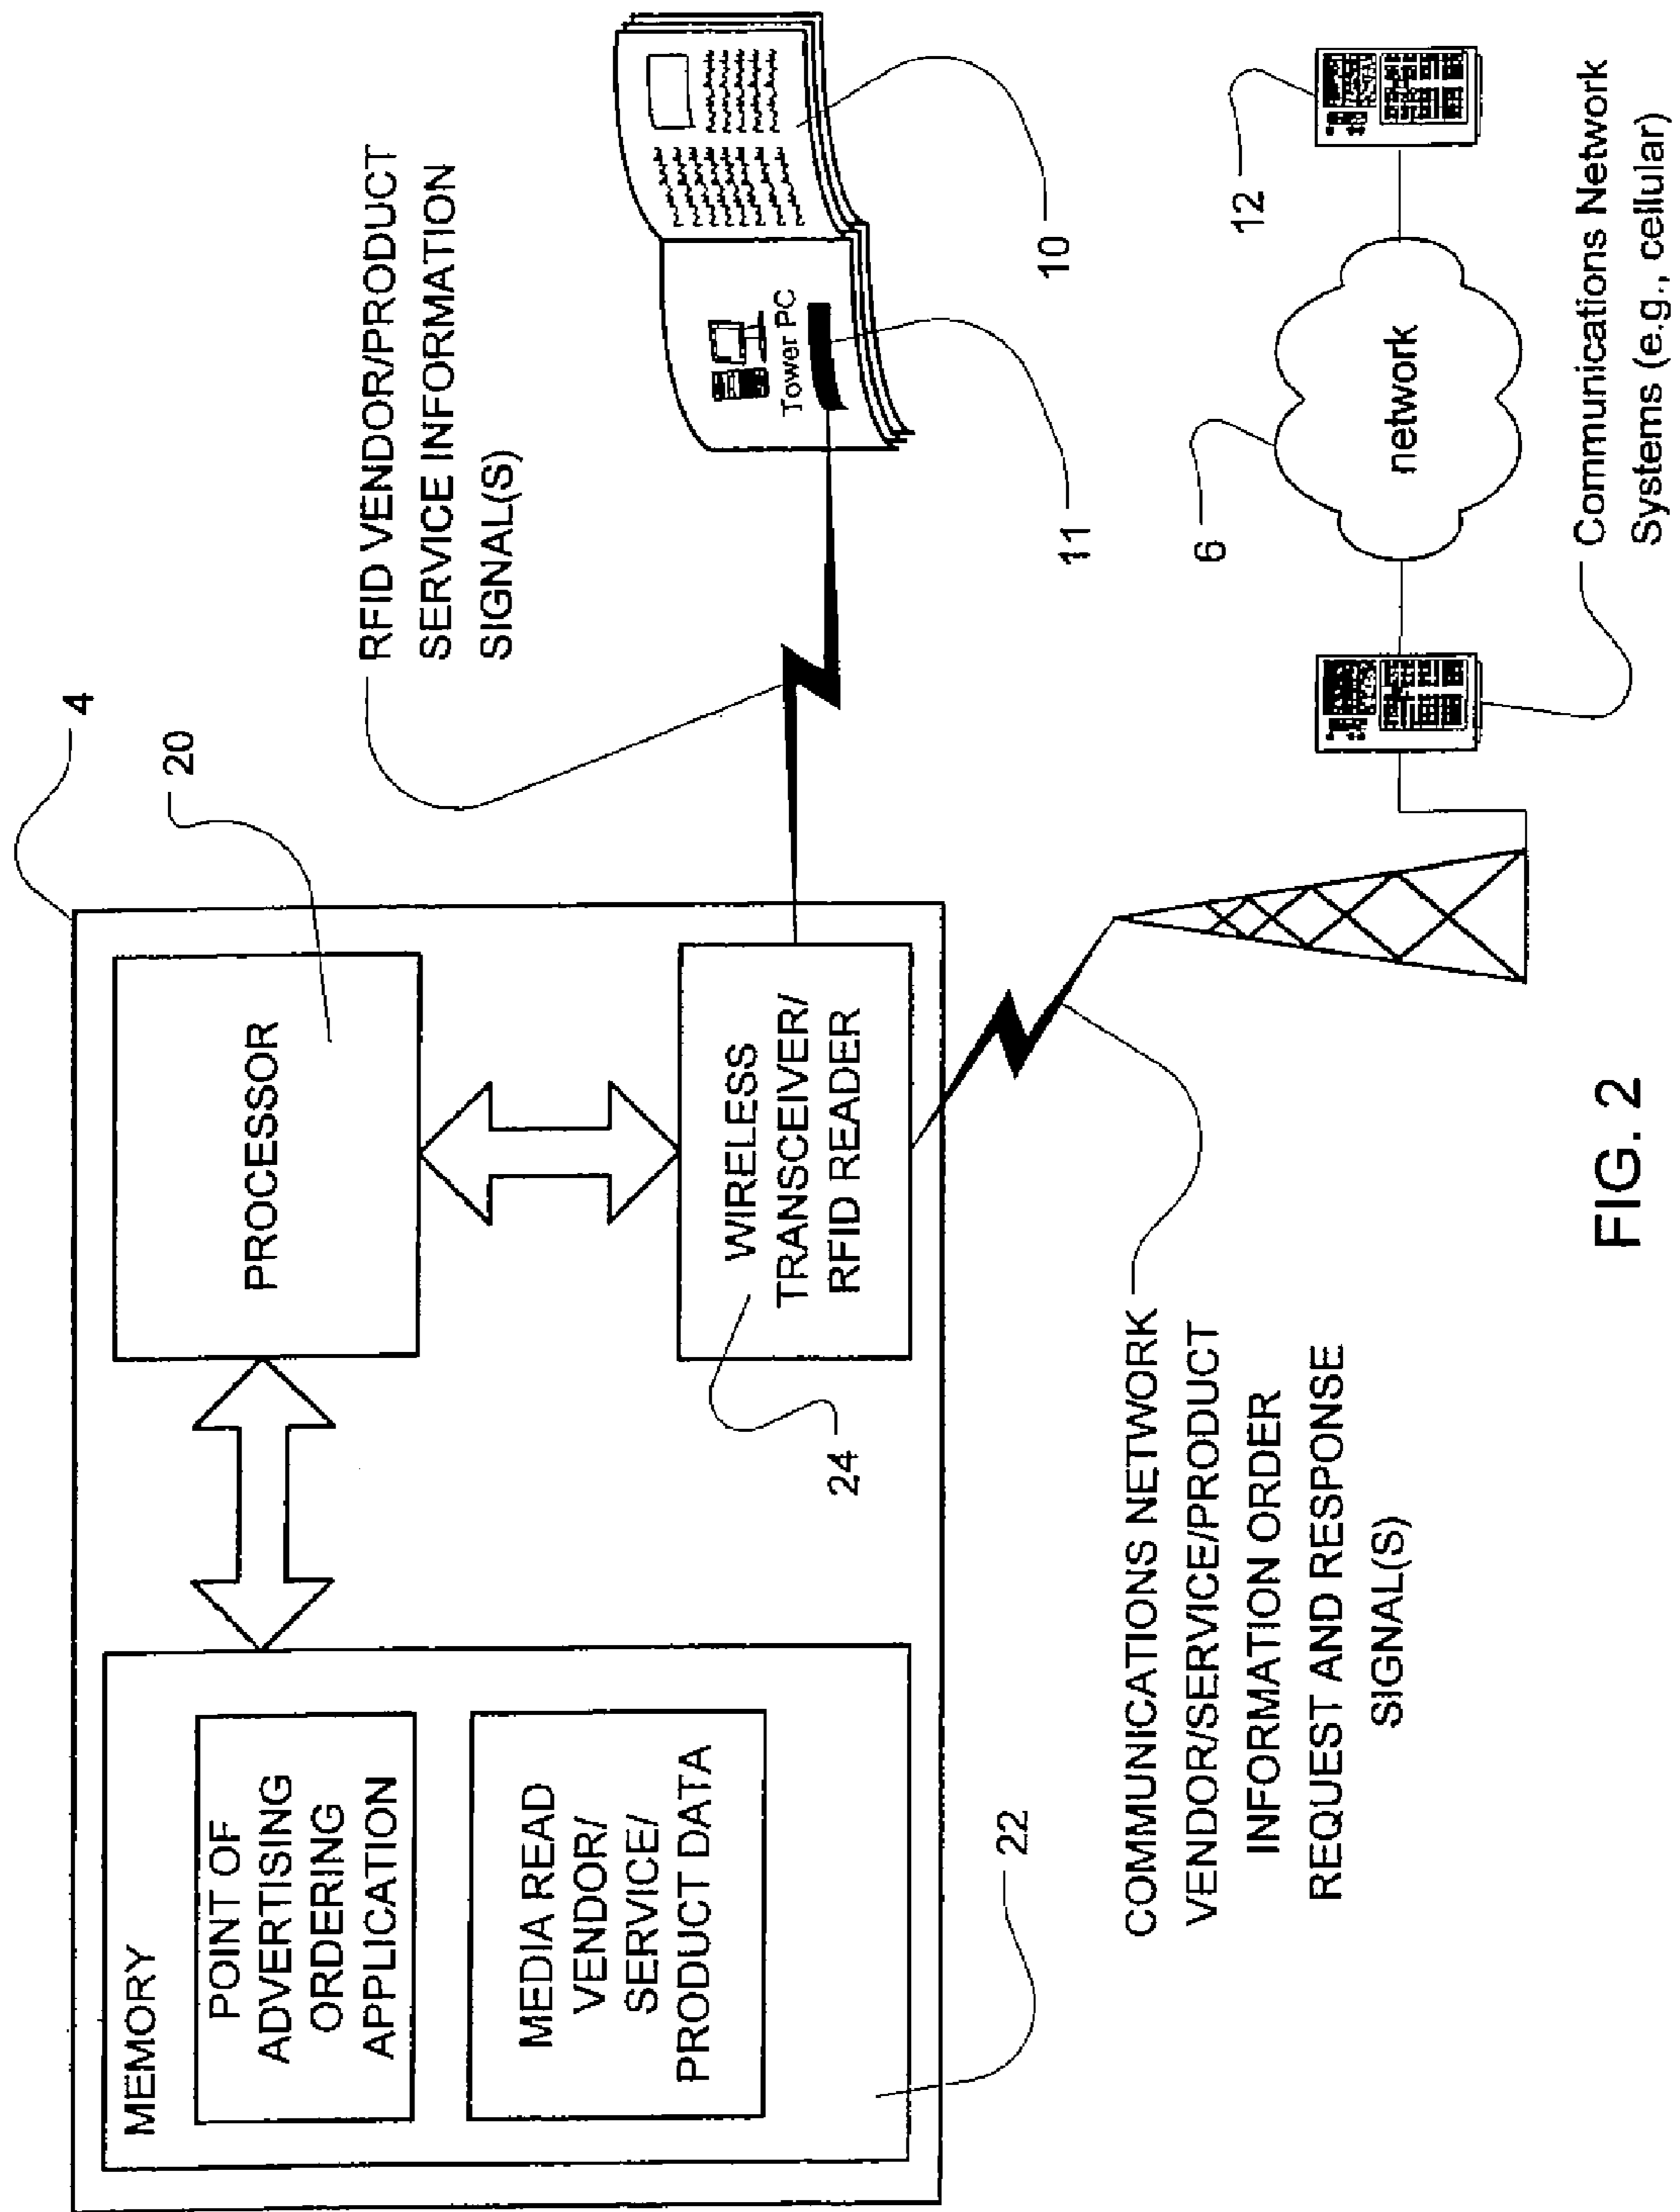 4
MEMORY
POINT OF
ADVERTISING
ORDERING
APPLICATION
MEDIA READ
VENDOR/
SERVICE/
PRODUCT DATA
22
PROCESSOR
20
WIRELESS
TRANSCEIVER/
RFID READER
24
RFID VENDOR/PRODUCT
SERVICE INFORMATION
SIGNAL(S)
Tower PC
11
10
COMMUNICATIONS NETWORK
VENDOR/SERVICE/PRODUCT
INFORMATION ORDER
REQUEST AND RESPONSE
SIGNAL(S)
6
network
12
Communications Network
Systems (e.g., cellular)
FIG. 2